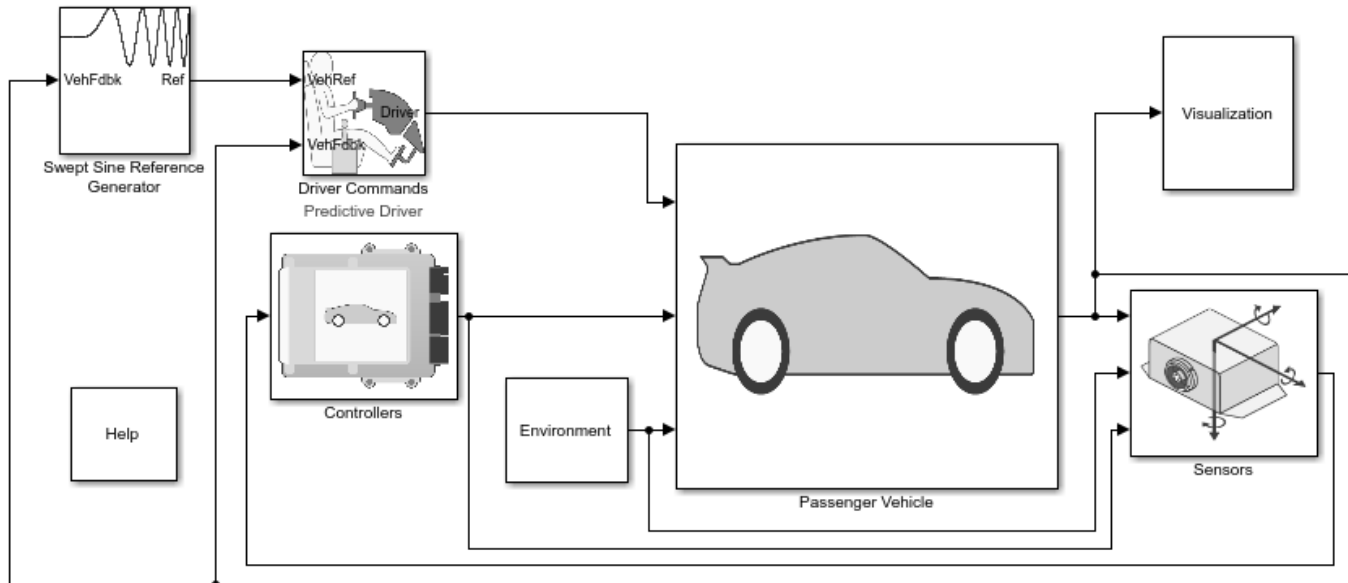 VehFdbk
Ref
Swept Sine Reference
Generator
VehRef
Driver
VehFdbk
Driver Commands
Predictive Driver
Visualization
Controllers
Help
Environment
Passenger Vehicle
Sensors